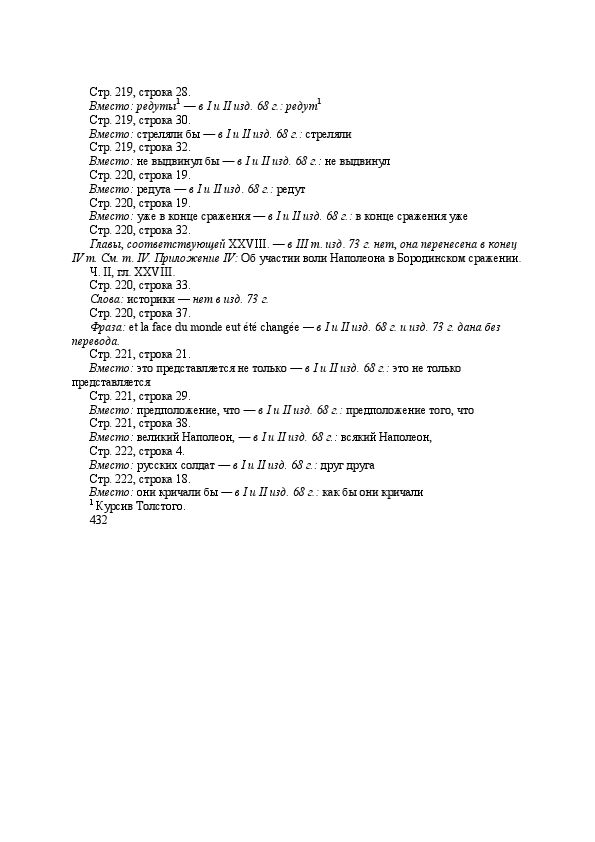 Стр. 219, строка 28.
Вместо: редуты¹ — в I и II изд. 68 г.: редут¹
Стр. 219, строка 30.
Вместо: стреляли бы — в I и II изд. 68 г.: стреляли
Стр. 219, строка 32.
Вместо: не выдвинул бы — в I и II изд. 68 г.: не выдвинул
Стр. 220, строка 19.
Вместо: редута — в I и II изд. 68 г.: редут
Стр. 220, строка 19.
Вместо: уже в конце сражения — в I и II изд. 68 г.: в конце сражения уже
Стр. 220, строка 32.
Главы, соответствующей XXVIII. — в III т. изд. 73 г. нет, она перенесена в конец
IV т. См. т. IV. Приложение IV: Об участии воли Наполеона в Бородинском сражении.
Ч. II, гл. XXVIII.
Стр. 220, строка 33.
Слова: историки — нет в изд. 73 г.
Стр. 220, строка 37.
Фраза: et la face du monde eut été changée — в I и II изд. 68 г. и изд. 73 г. дана без
перевода.
Стр. 221, строка 21.
Вместо: это представляется не только — в I и II изд. 68 г.: это не только
представляется
Стр. 221, строка 29.
Вместо: предположение, что — в I и II изд. 68 г.: предположение того, что
Стр. 221, строка 38.
Вместо: великий Наполеон, — в I и II изд. 68 г.: всякий Наполеон,
Стр. 222, строка 4.
Вместо: русских солдат — в I и II изд. 68 г.: друг друга
Стр. 222, строка 18.
Вместо: они кричали бы — в I и II изд. 68 г.: как бы они кричали
¹ Курсив Толстого.
432